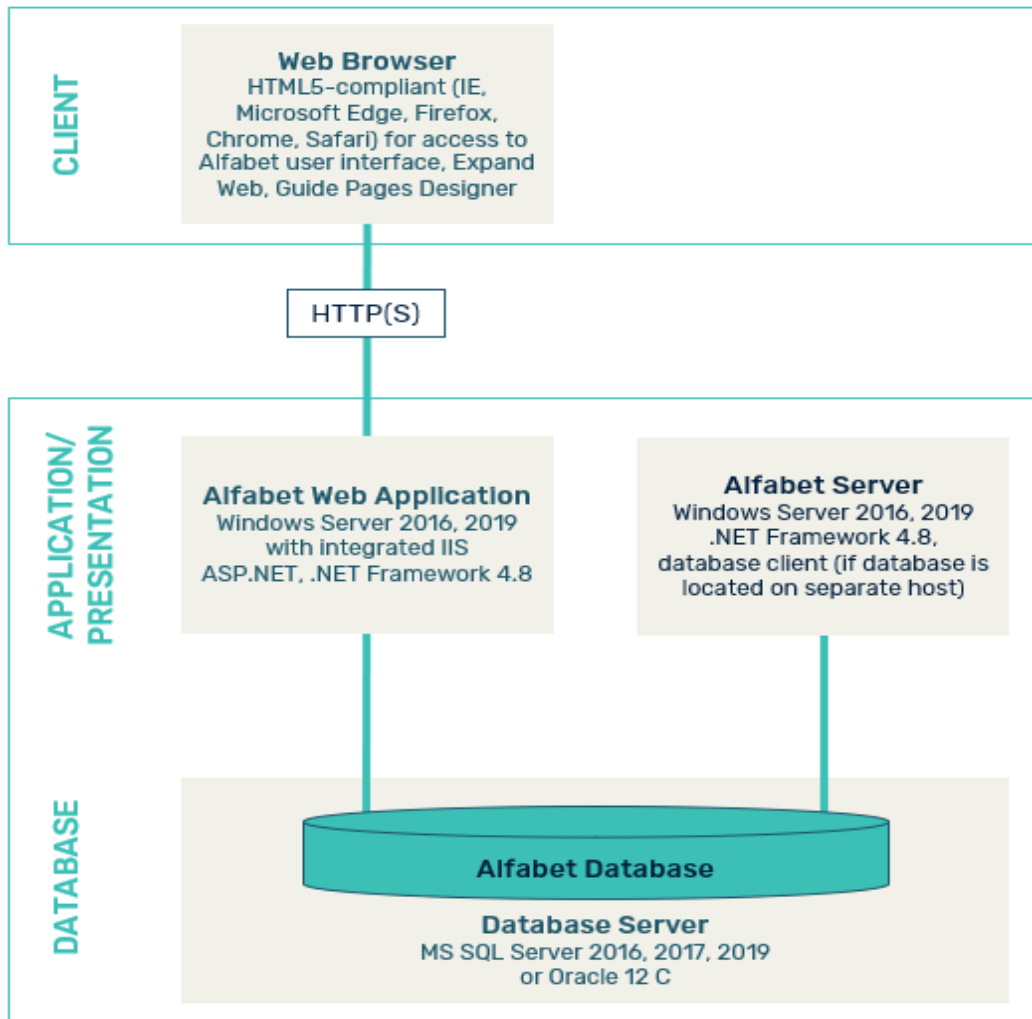 CLIENT
Web Browser
HTML5-compliant (IE,
Microsoft Edge, Firefox,
Chrome, Safari) for access to
Alfabet user interface, Expand
Web, Guide Pages Designer
HTTP(S)
APPLICATION/
PRESENTATION
Alfabet Web Application
Windows Server 2016, 2019
with integrated IIS
ASP.NET, .NET Framework 4.8
Alfabet Server
Windows Server 2016, 2019
.NET Framework 4.8,
database client (if database is
located on separate host)
DATABASE
Alfabet Database
Database Server
MS SQL Server 2016, 2017, 2019
or Oracle 12 C